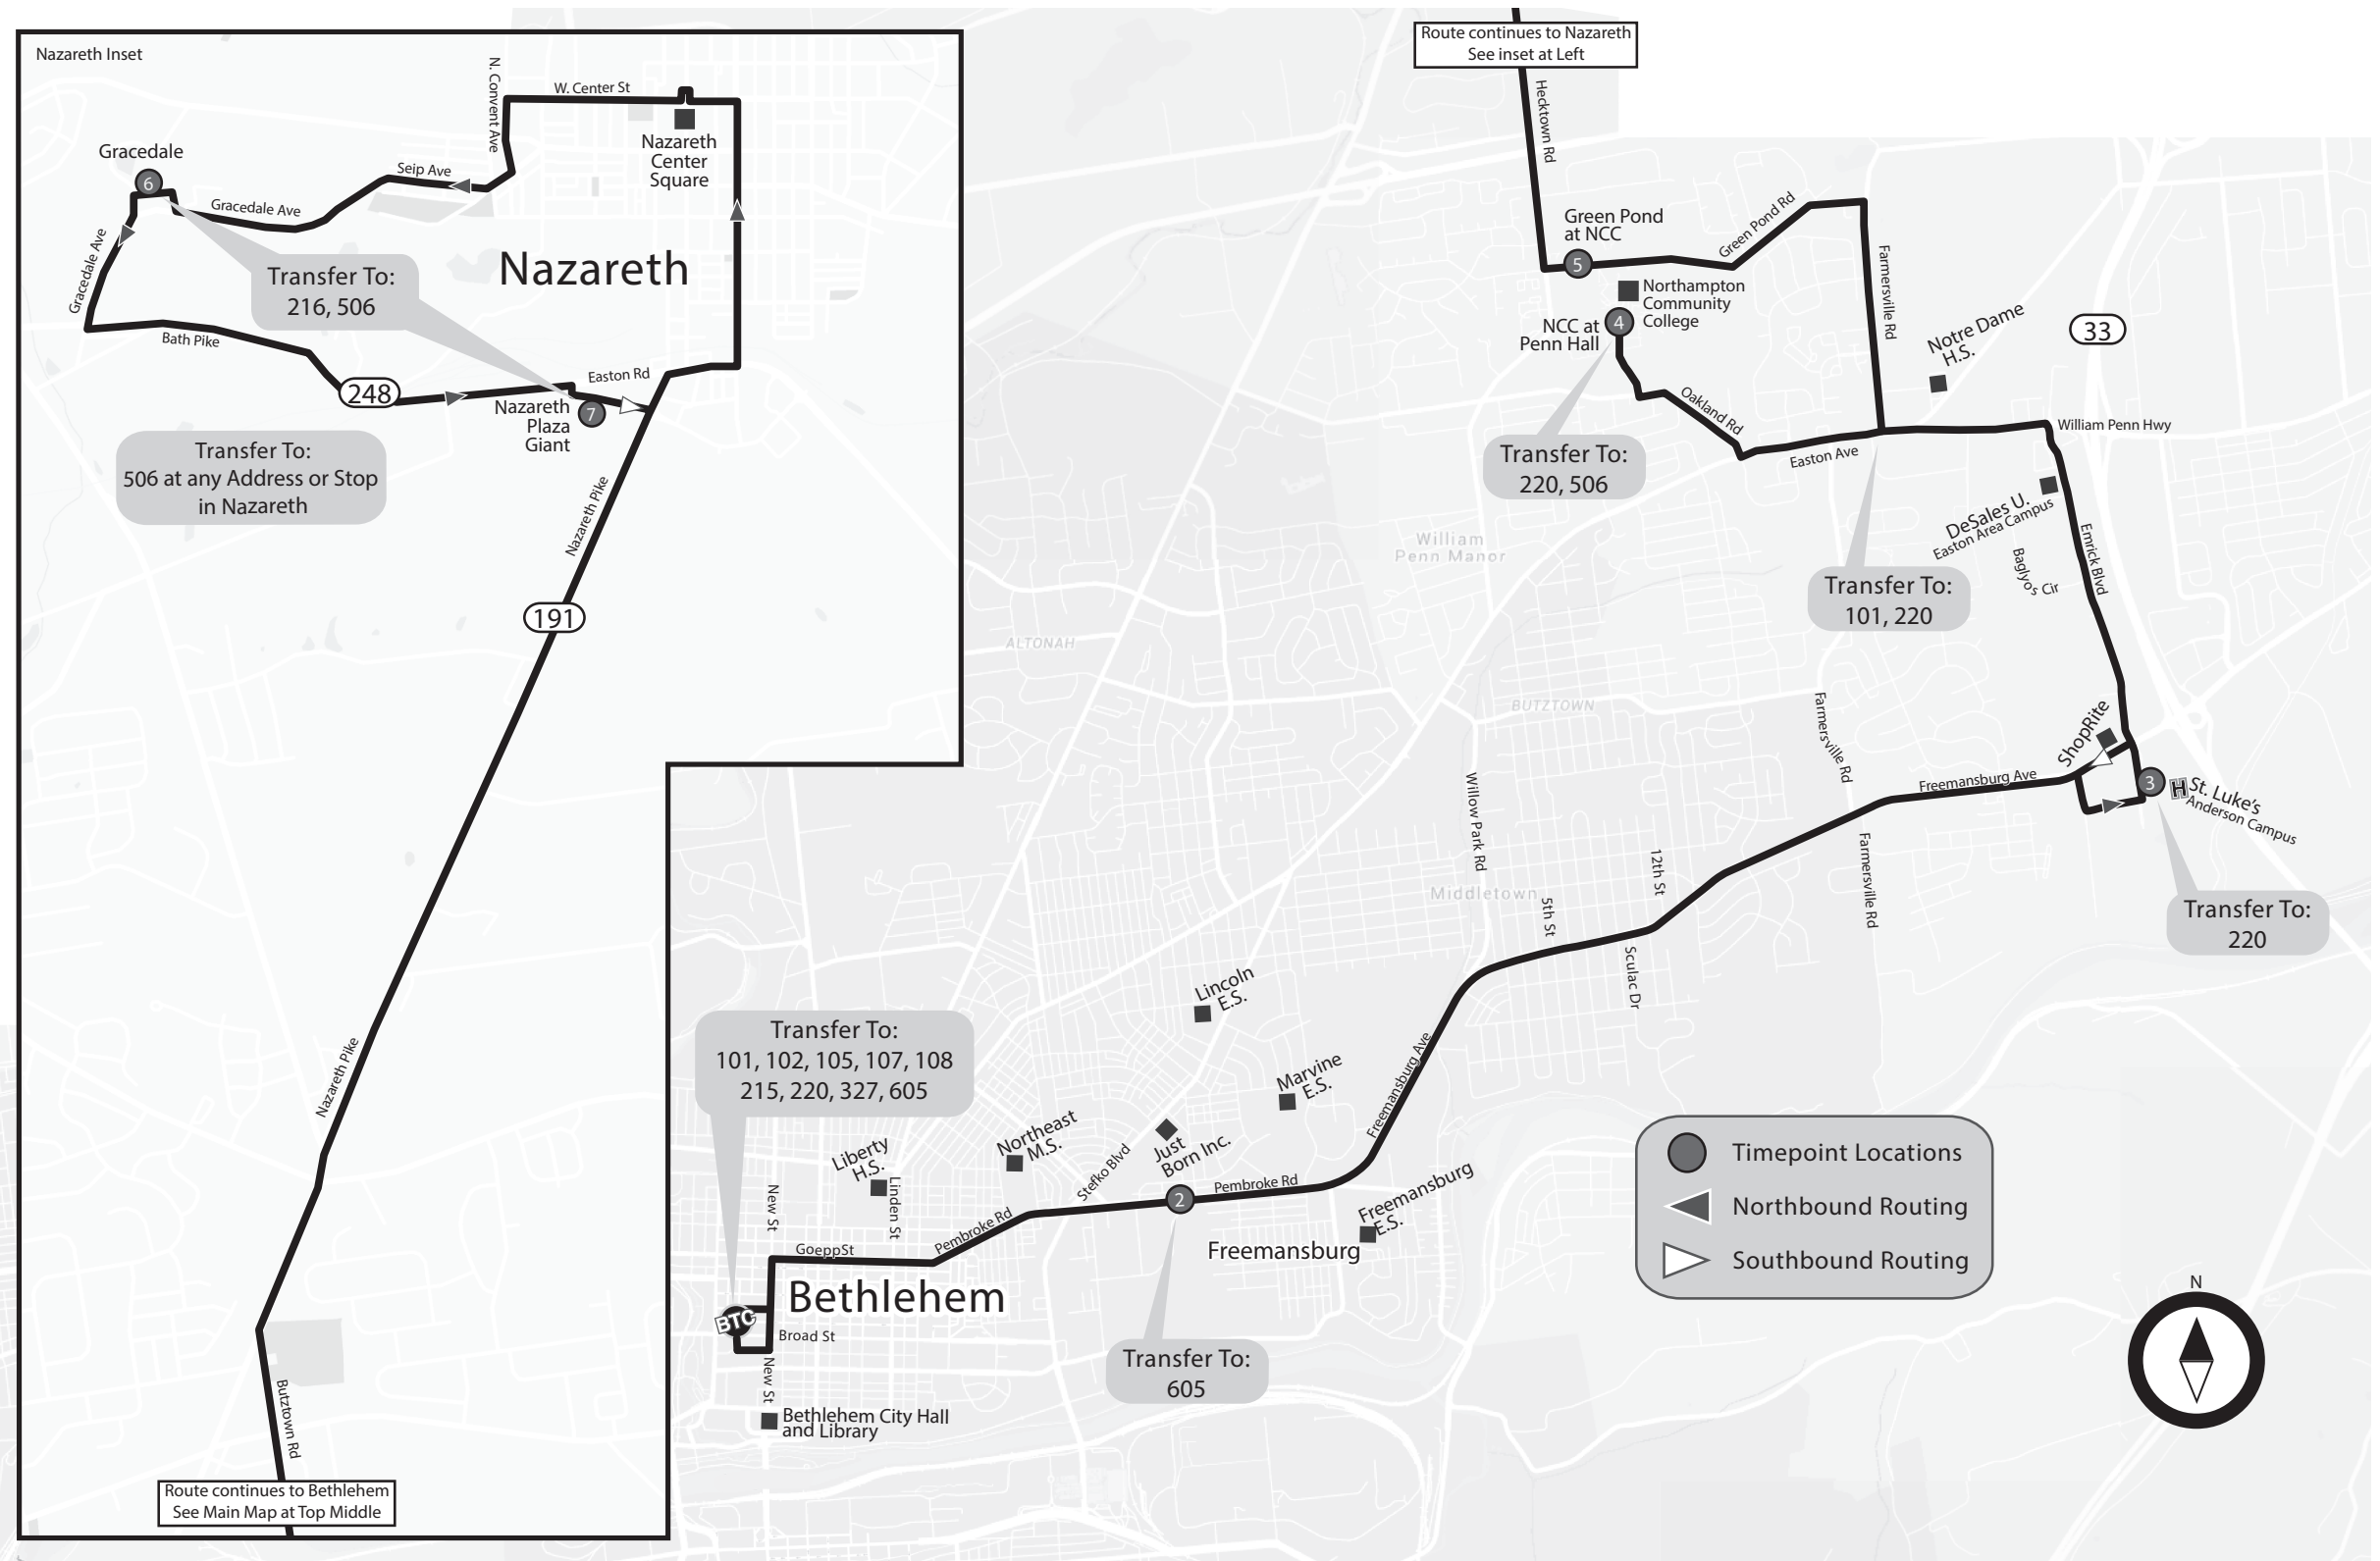 Nazareth Inset
N. Convent Ave
W. Center St
Nazareth
Center
Square
Gracedale
6
Seip Ave
Gracedale Ave
Gracedale Ave
Transfer To:
216, 506
Nazareth
Bath Pike
248
Easton Rd
Nazareth
Plaza
Giant
7
Transfer To:
506 at any Address or Stop
in Nazareth
Nazareth Pike
191
Nazareth Pike
Butztown Rd
Route continues to Bethlehem
See Main Map at Top Middle
Route continues to Nazareth
See inset at Left
Hecktown Rd
Green Pond
at NCC
5
Green Pond Rd
Farmersville Rd
Northampton
Community
College
NCC at
Penn Hall
4
Notre Dame
H.S.
33
Oakland Rd
Easton Ave
William Penn Hwy
Transfer To:
220, 506
DeSales U.
Easton Area Campus
Emrick Blvd
Baglyo's Cir
William
Penn Manor
Transfer To:
101, 220
ALTONAH
BUTZTOWN
Farmersville Rd
ShopRite
Freemansburg Ave
3
H
St. Luke's
Anderson Campus
Willow Park Rd
Middletown
12th St
5th St
Farmersville Rd
Sculac Dr
Transfer To:
220
Lincoln
E.S.
Transfer To:
101, 102, 105, 107, 108
215, 220, 327, 605
Marvine
E.S.
Freemansburg Ave
Northeast
M.S.
Liberty
H.S.
Linden St
New St
Stefko Blvd
Just
Born Inc.
2
Pembroke Rd
Pembroke Rd
Freemansburg
E.S.
Freemansburg
GoeppSt
Bethlehem
BTC
Broad St
New St
Bethlehem City Hall
and Library
Transfer To:
605
Timepoint Locations
Northbound Routing
Southbound Routing
N